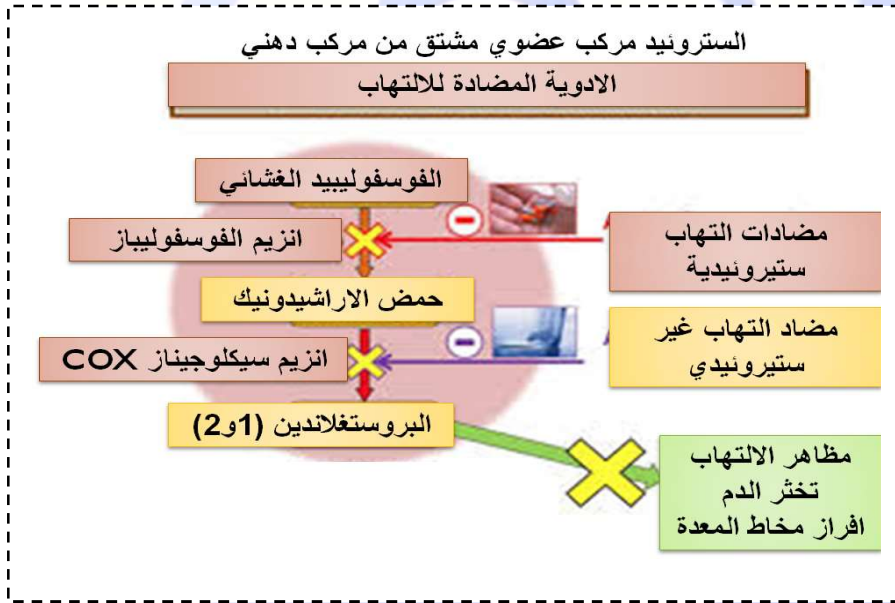 الستروئيد مركب عضوي مشتق من مركب دهني
الادوية المضادة للالتهاب
الفوسفوليبيد الغشائي
انزيم الفوسفوليباز
مضادات التهاب
ستيروئيدية
حمض الاراشيدونيك
مضاد التهاب غير
ستيروئيدي
انزيم سيكلوجيناز COX
البروستغلاندين (1و2)
مظاهر الالتهاب
تخثر الدم
افراز مخاط المعدة